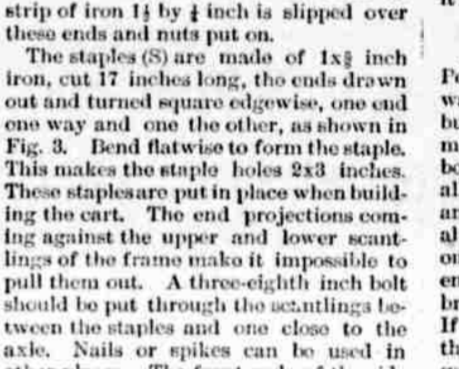 strip of iron 1½ by ¼ inch is slipped over
these ends and nuts put on.
The staples (S) are made of 1x⅜ inch
iron, cut 17 inches long, the ends drawn
out and turned square edgewise, one end
one way and one the other, as shown in
Fig. 3. Bend flatwise to form the staple.
This makes the staple holes 2x3 inches.
These staples are put in place when build-
ing the cart. The end projections com-
ing against the upper and lower scant-
lings of the frame make it impossible to
pull them out. A three-eighth inch bolt
should be put through the scantlings be-
tween the staples and one close to the
axle. Nails or spikes can be used in